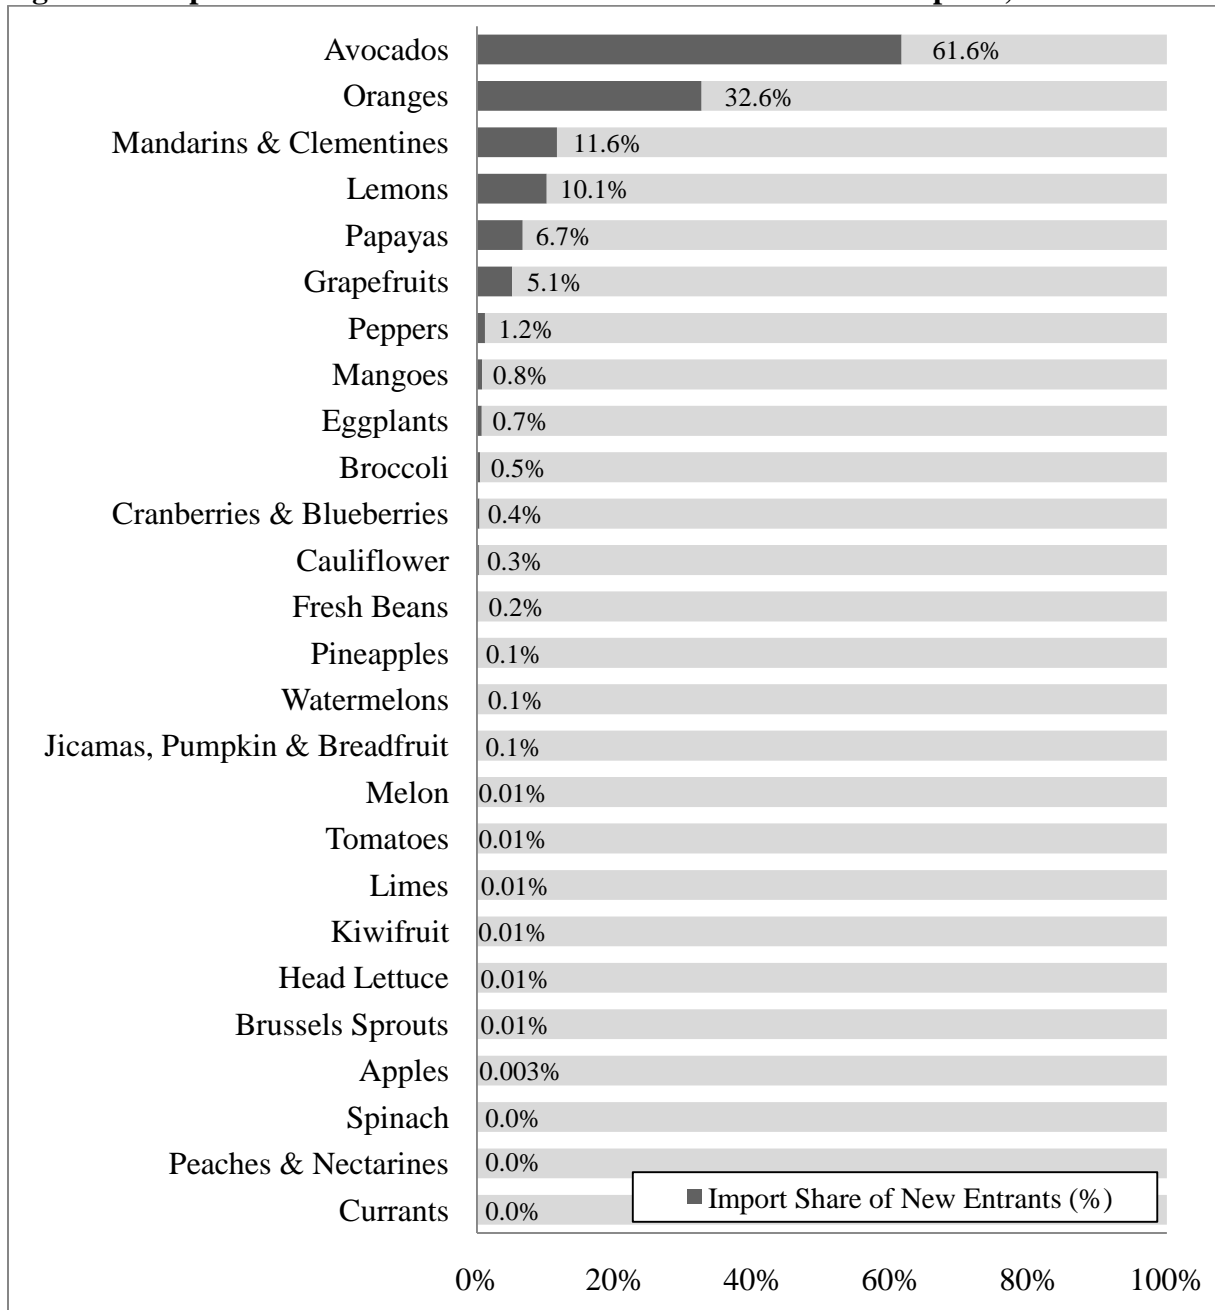 Avocados 61.6%
Oranges 32.6%
Mandarins & Clementines 11.6%
Lemons 10.1%
Papayas 6.7%
Grapefruits 5.1%
Peppers 1.2%
Mangoes 0.8%
Eggplants 0.7%
Broccoli 0.5%
Cranberries & Blueberries 0.4%
Cauliflower 0.3%
Fresh Beans 0.2%
Pineapples 0.1%
Watermelons 0.1%
Jicamas, Pumpkin & Breadfruit 0.1%
Melon 0.01%
Tomatoes 0.01%
Limes 0.01%
Kiwifruit 0.01%
Head Lettuce 0.01%
Brussels Sprouts 0.01%
Apples 0.003%
Spinach 0.0%
Peaches & Nectarines 0.0%
Currants 0.0%
Import Share of New Entrants (%)
0% 20% 40% 60% 80% 100%